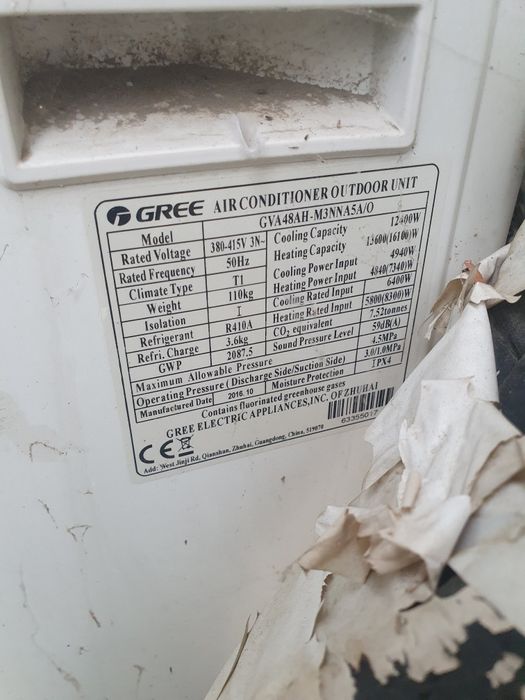 GREE AIR CONDITIONER OUTDOOR UNIT
Model GVA48AH-M3NNA5A/O
Rated Voltage 380-415V 3N~ Cooling Capacity 12400W
Rated Frequency 50Hz Heating Capacity 13600(16100)W
Climate Type T1 Cooling Power Input 4940W
Weight 110kg Heating Power Input 4840(7340)W
Isolation I Cooling Rated Input 6400W
Refrigerant R410A Heating Rated Input 5800(8300)W
Refri. Charge 3.6kg CO₂ equivalent 7.52tonnes
GWP 2087.5 Sound Pressure Level 59dB(A)
Maximum Allowable Pressure 4.5MPa
Operating Pressure (Discharge Side/Suction Side) 3.0/1.0MPa
Manufactured Date 2016.10 Moisture Protection IPX4
Contains fluorinated greenhouse gases
GREE ELECTRIC APPLIANCES,INC. OF ZHUHAI
CE
Add: West Jinji Rd, Qianshan, Zhuhai, Guangdong, China, 519070
63355017